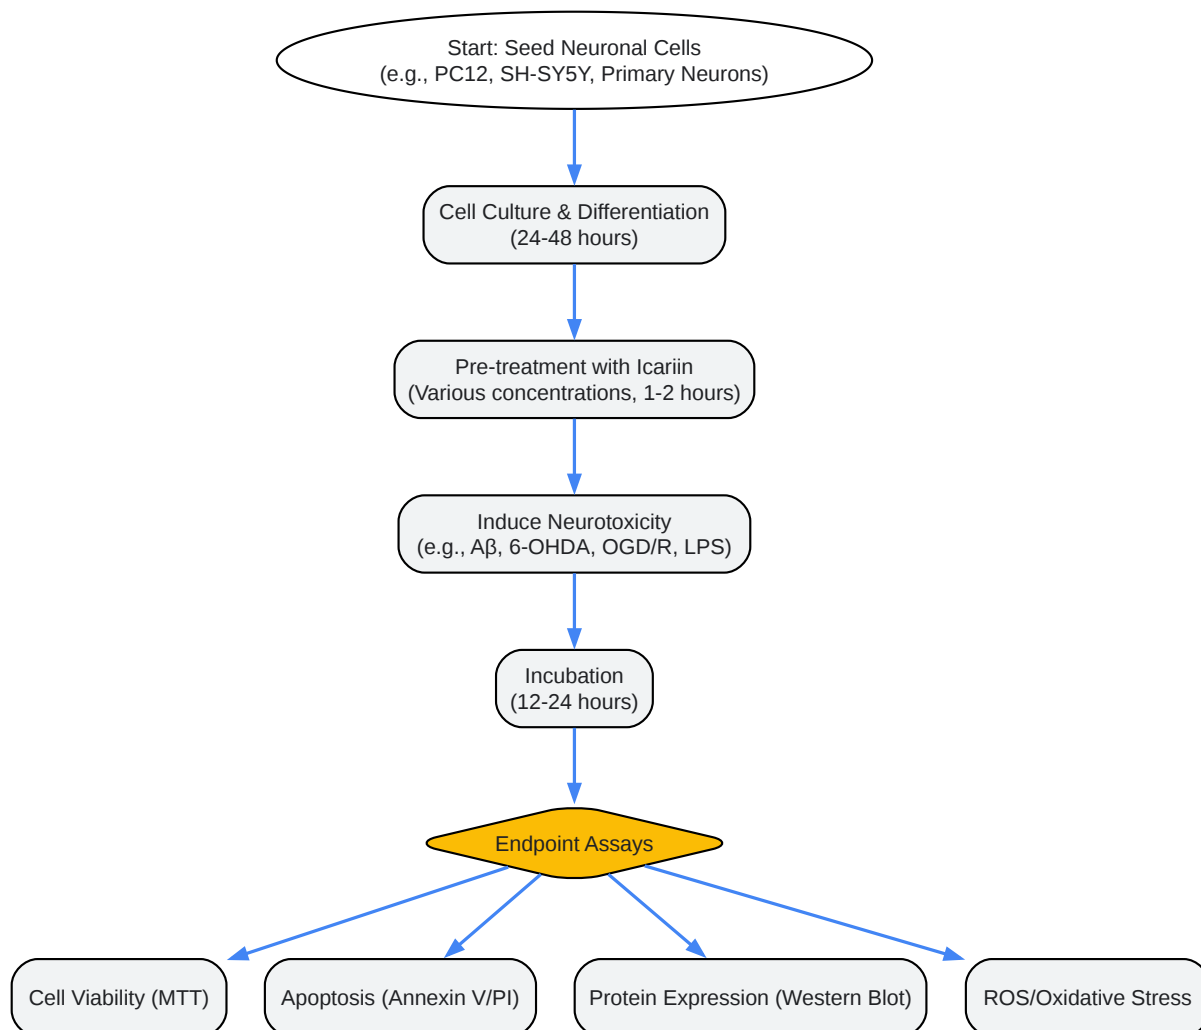 Start: Seed Neuronal Cells
(e.g., PC12, SH-SY5Y, Primary Neurons)
Cell Culture & Differentiation
(24-48 hours)
Pre-treatment with Icariin
(Various concentrations, 1-2 hours)
Induce Neurotoxicity
(e.g., Aβ, 6-OHDA, OGD/R, LPS)
Incubation
(12-24 hours)
Endpoint Assays
Cell Viability (MTT)
Apoptosis (Annexin V/PI)
Protein Expression (Western Blot)
ROS/Oxidative Stress